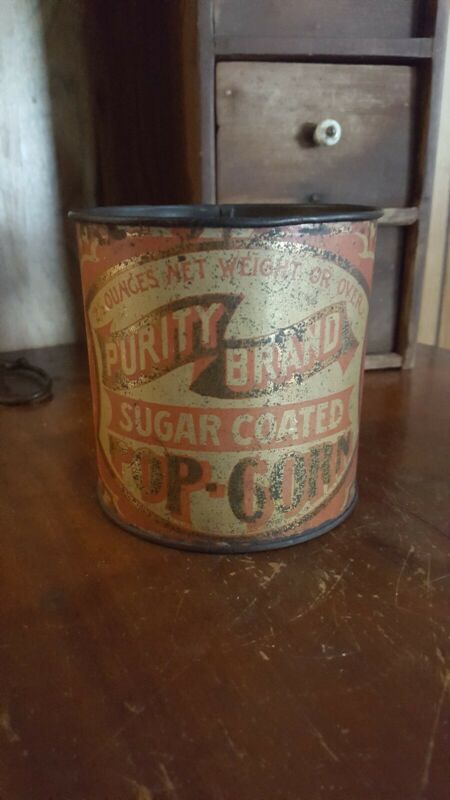 OUNCES NET WEIGHT OR OVER
PURITY BRAND
SUGAR COATED
POP-CORN